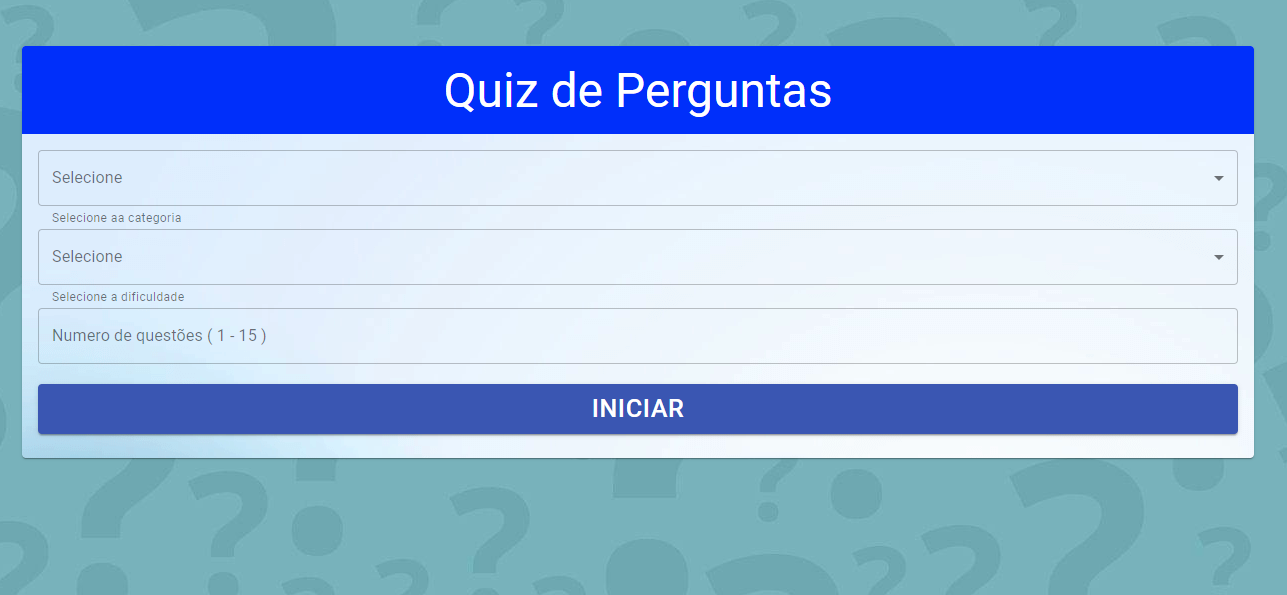 Quiz de Perguntas
Selecione
Selecione aa categoria
Selecione
Selecione a dificuldade
Numero de questões ( 1 - 15 )
INICIAR